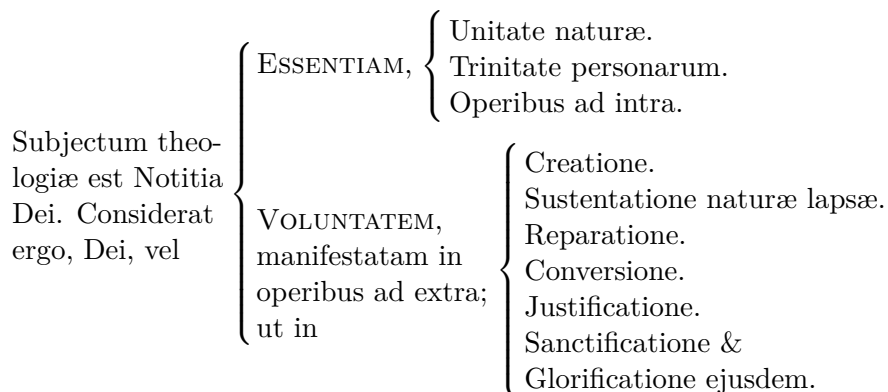 Subjectum theo-
logiæ est Notitia
Dei. Considerat
ergo, Dei, vel
Essentiam,
Unitate naturæ.
Trinitate personarum.
Operibus ad intra.
Voluntatem,
manifestatam in
operibus ad extra;
ut in
Creatione.
Sustentatione naturæ lapsæ.
Reparatione.
Conversione.
Justificatione.
Sanctificatione &
Glorificatione ejusdem.